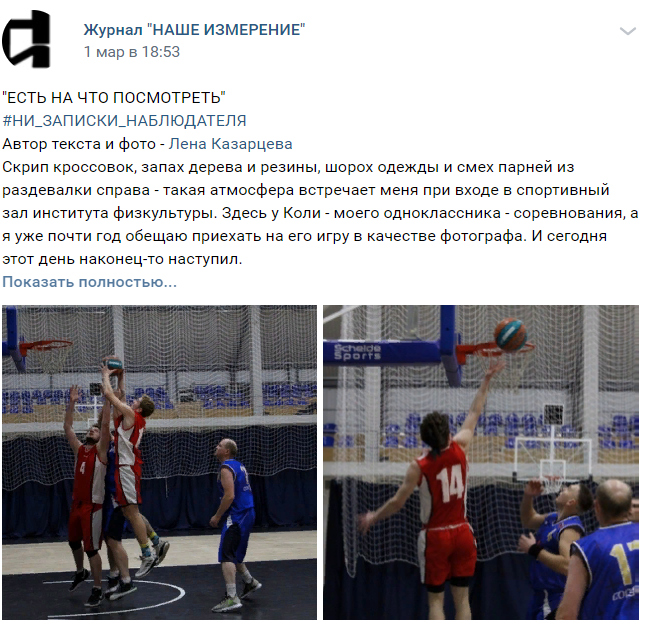 Журнал "НАШЕ ИЗМЕРЕНИЕ"
1 мар в 18:53
"ЕСТЬ НА ЧТО ПОСМОТРЕТЬ"
#НИ_ЗАПИСКИ_НАБЛЮДАТЕЛЯ
Автор текста и фото - Лена Казарцева
Скрип кроссовок, запах дерева и резины, шорох одежды и смех парней из
раздевалки справа - такая атмосфера встречает меня при входе в спортивный
зал института физкультуры. Здесь у Коли - моего одноклассника - соревнования, а
я уже почти год обещаю приехать на его игру в качестве фотографа. И сегодня
этот день наконец-то наступил.
Показать полностью...
4
Schelde
Sports
14